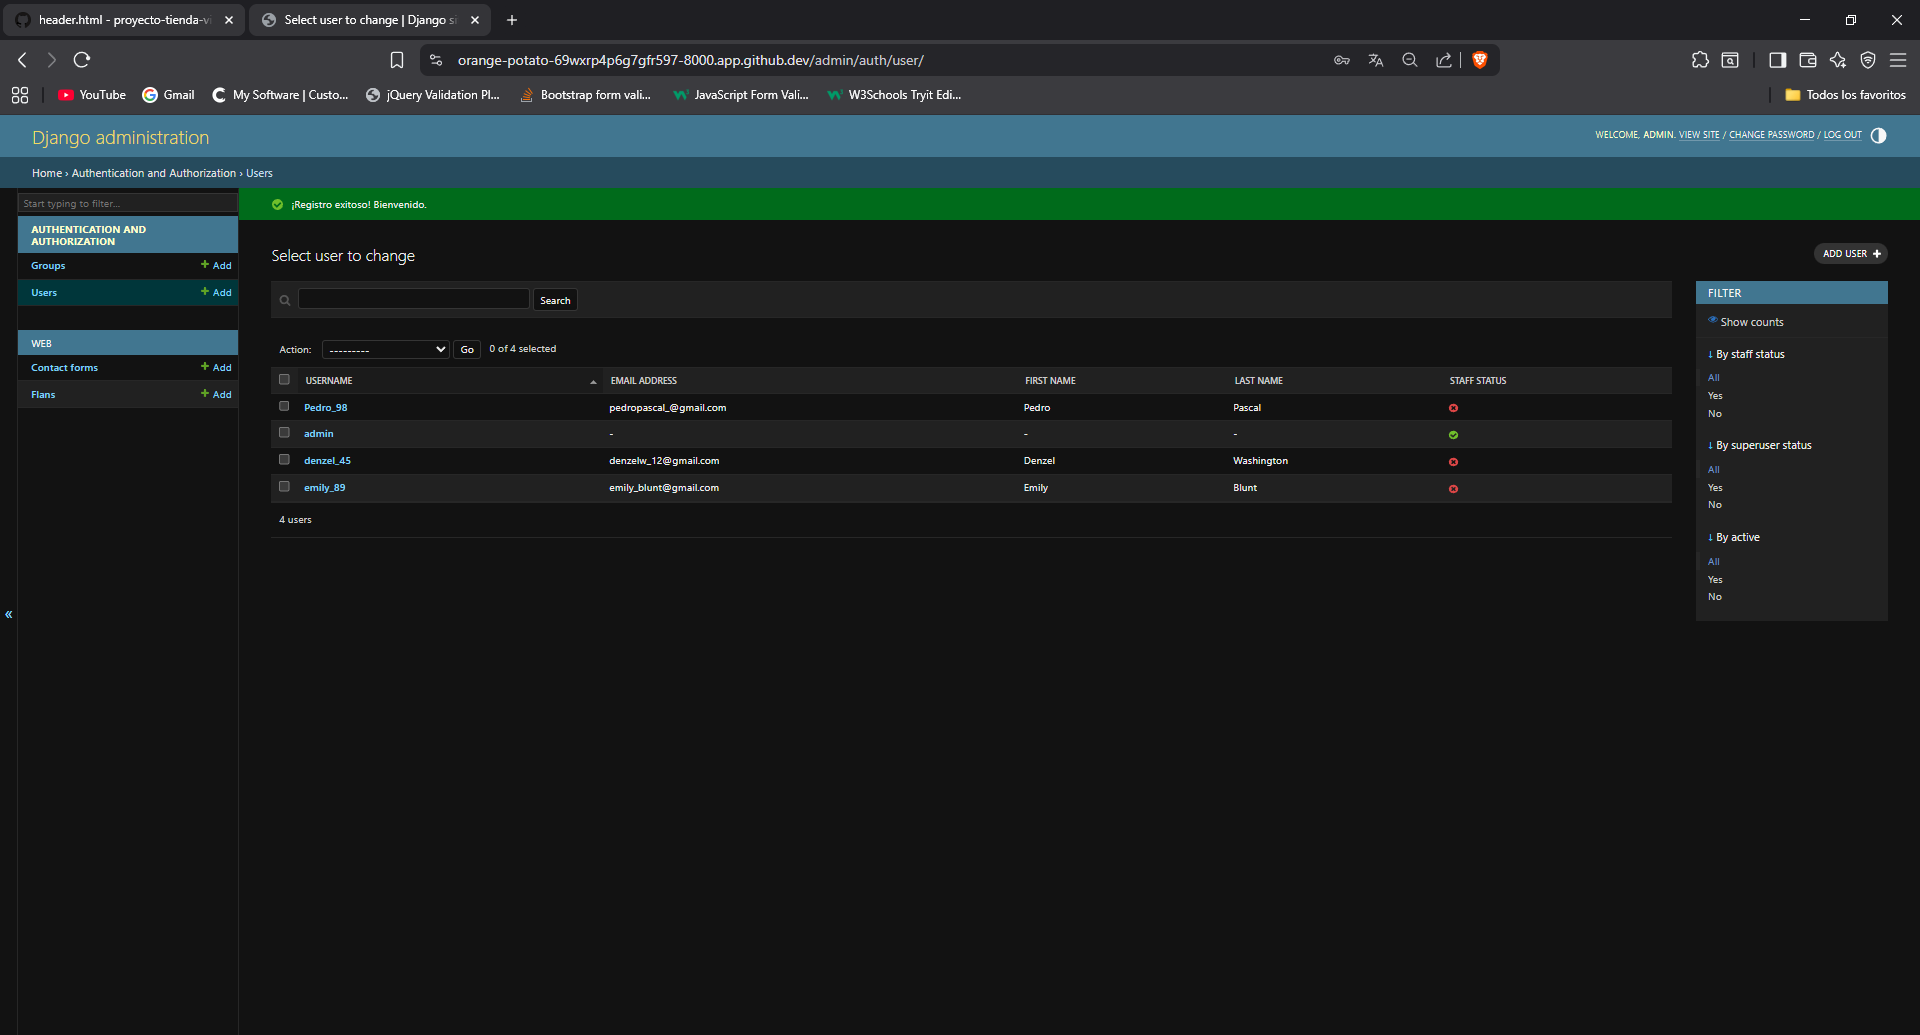 header.html - proyecto-tienda-vi
Select user to change | Django si
orange-potato-69wxrp4p6g7gfr597-8000.app.github.dev/admin/auth/user/
YouTube
Gmail
My Software | Custo...
jQuery Validation Pl...
Bootstrap form vali...
JavaScript Form Vali...
W3Schools Tryit Edi...
Todos los favoritos
Django administration
WELCOME, ADMIN. VIEW SITE / CHANGE PASSWORD / LOG OUT
Home › Authentication and Authorization › Users
Start typing to filter...
AUTHENTICATION AND
AUTHORIZATION
Groups + Add
Users + Add
WEB
Contact forms + Add
Flans + Add
«
¡Registro exitoso! Bienvenido.
Select user to change
ADD USER +
Search
Action: --------- Go 0 of 4 selected
USERNAME EMAIL ADDRESS FIRST NAME LAST NAME STAFF STATUS
Pedro_98 pedropascal_@gmail.com Pedro Pascal
admin - - -
denzel_45 denzelw_12@gmail.com Denzel Washington
emily_89 emily_blunt@gmail.com Emily Blunt
4 users
FILTER
Show counts
↓ By staff status
All
Yes
No
↓ By superuser status
All
Yes
No
↓ By active
All
Yes
No